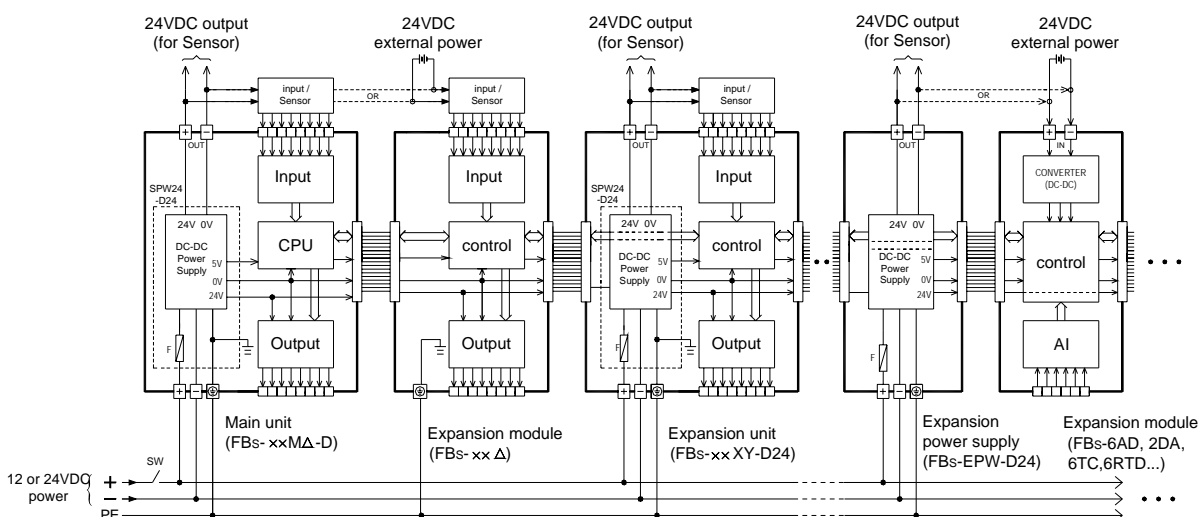 24VDC output
(for Sensor)
24VDC
external power
24VDC output
(for Sensor)
24VDC output
(for Sensor)
24VDC
external power
input /
Sensor
OR
input /
Sensor
input /
Sensor
OR
+
−
OUT
+
−
OUT
+
−
OUT
+
−
IN
SPW24
-D24
Input
24V 0V
DC-DC
Power
Supply
5V
0V
24V
CPU
F
Output
+
−
Input
control
Output
SPW24
-D24
Input
24V 0V
DC-DC
Power
Supply
5V
0V
24V
control
F
Output
+
−
24V 0V
DC-DC
Power
Supply
5V
0V
24V
F
+
−
CONVERTER
(DC-DC)
control
AI
Main unit
(FBs-××MΔ-D)
Expansion module
(FBs-××Δ)
Expansion unit
(FBs-××XY-D24)
Expansion
power supply
(FBs-EPW-D24)
Expansion module
(FBs-6AD, 2DA,
6TC,6RTD...)
12 or 24VDC
power
SW
+
−
PE